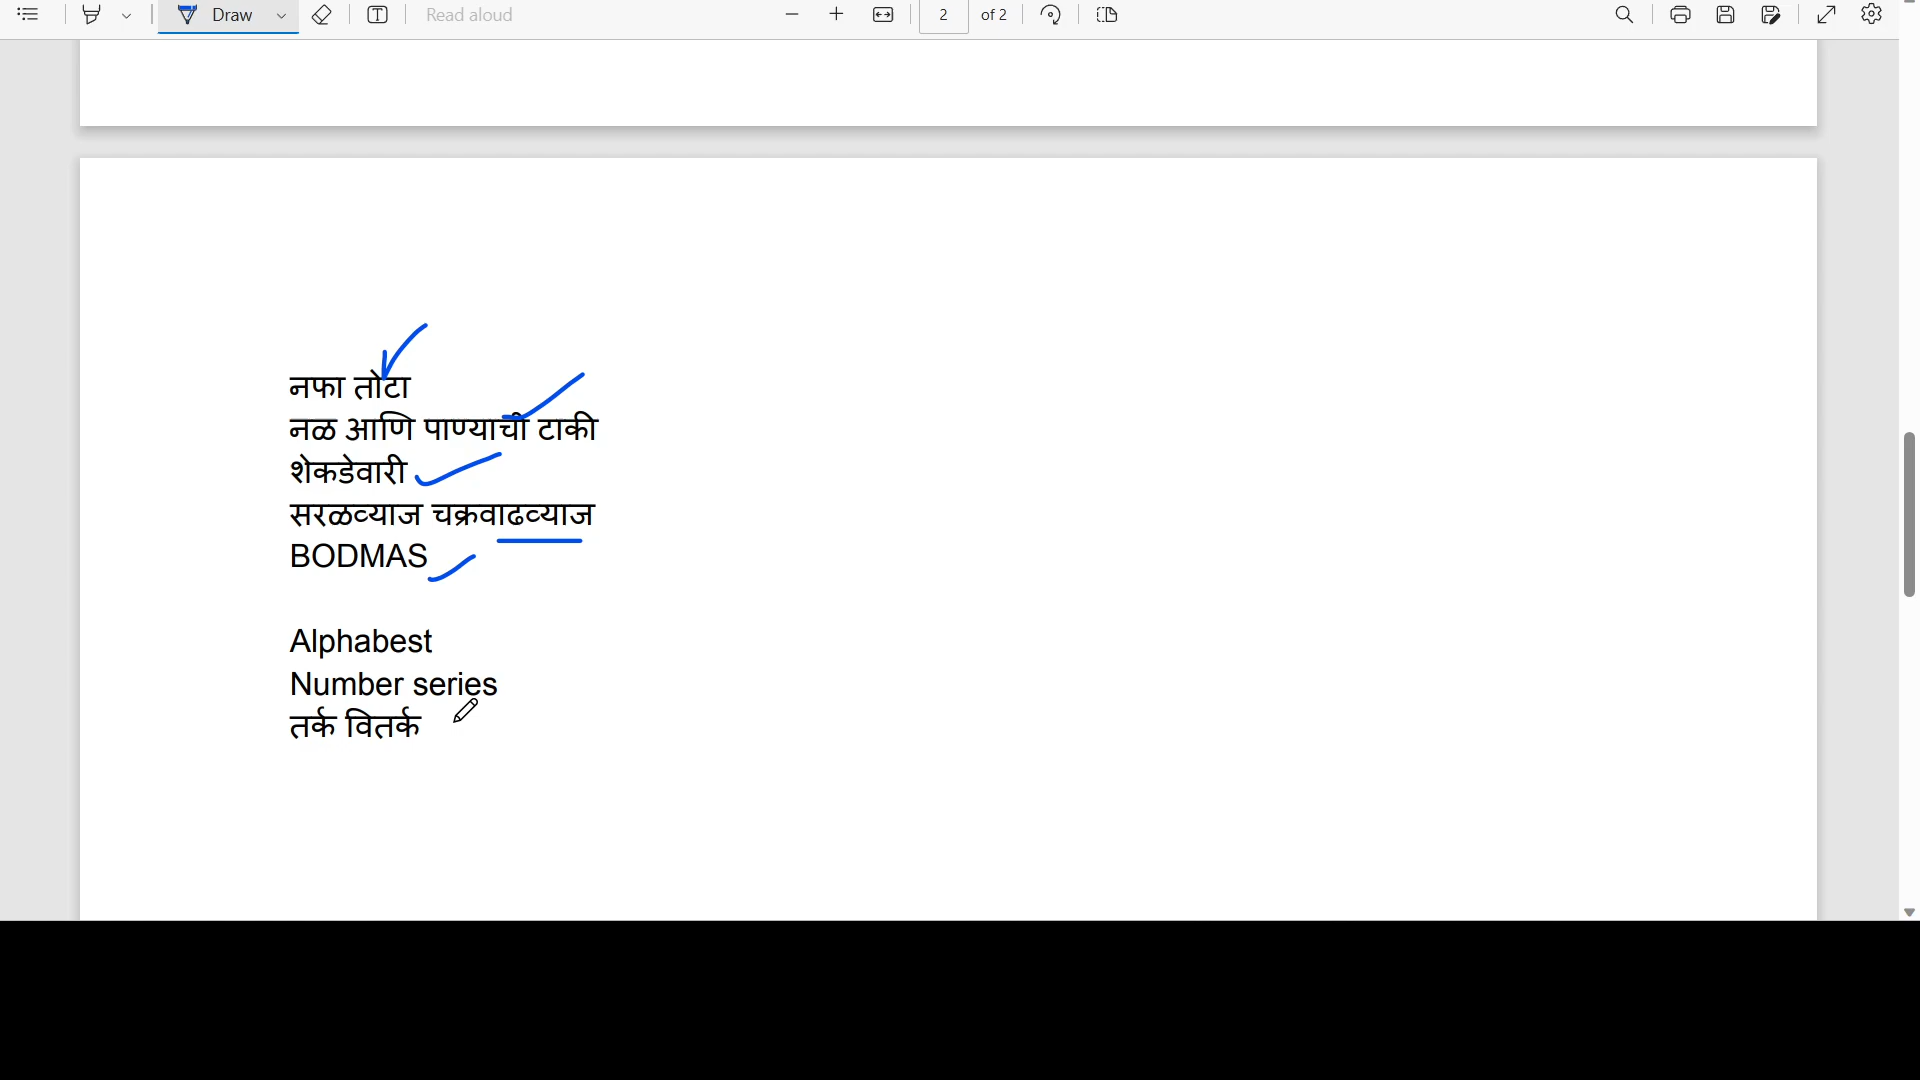 Draw
Read aloud
2 of 2
नफा तोटा
नळ आणि पाण्याची टाकी
शेकडेवारी
सरळव्याज चक्रवाढव्याज
BODMAS
Alphabest
Number series
तर्क वितर्क